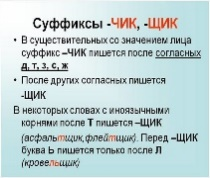 Суффиксы -ЧИК, -ЩИК
• В существительных со значением лица
суффикс –ЧИК пишется после согласных
д, т, з, с, ж
• После других согласных пишется
-ЩИК
В некоторых словах с иноязычными
корнями после Т пишется –ЩИК
(асфальтщик, флейтщик). Перед –ЩИК
буква Ь пишется только после Л
(кровельщик)